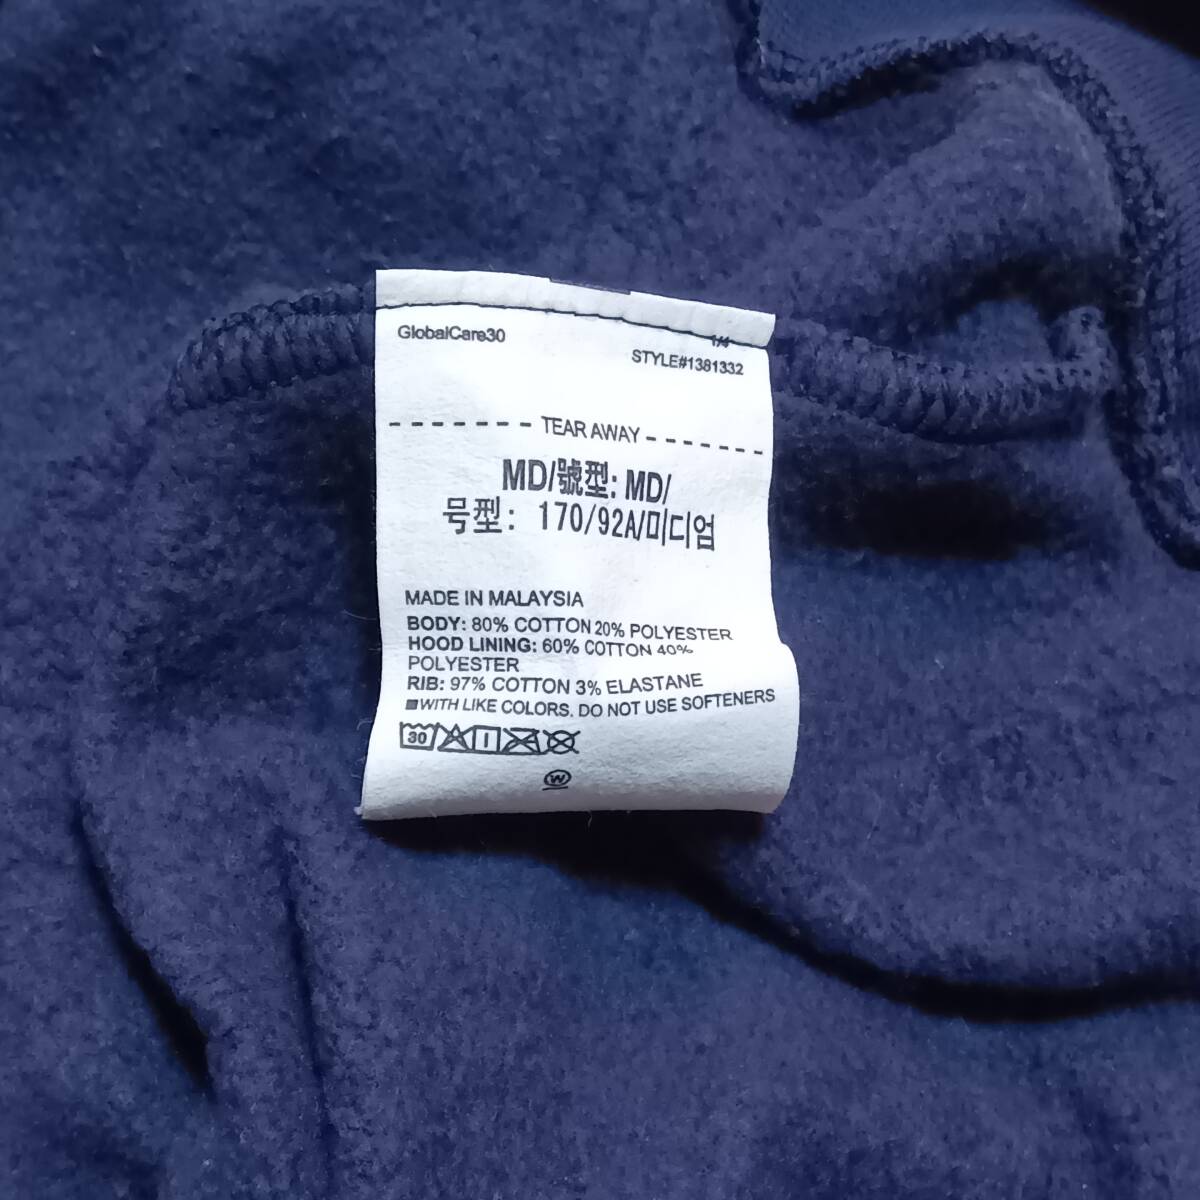 GlobalCare30
1/4
STYLE#1381332
TEAR AWAY
MD/號型: MD/
号型: 170/92A/미디엄
MADE IN MALAYSIA
BODY: 80% COTTON 20% POLYESTER
HOOD LINING: 60% COTTON 40%
POLYESTER
RIB: 97% COTTON 3% ELASTANE
WITH LIKE COLORS. DO NOT USE SOFTENERS
30
W